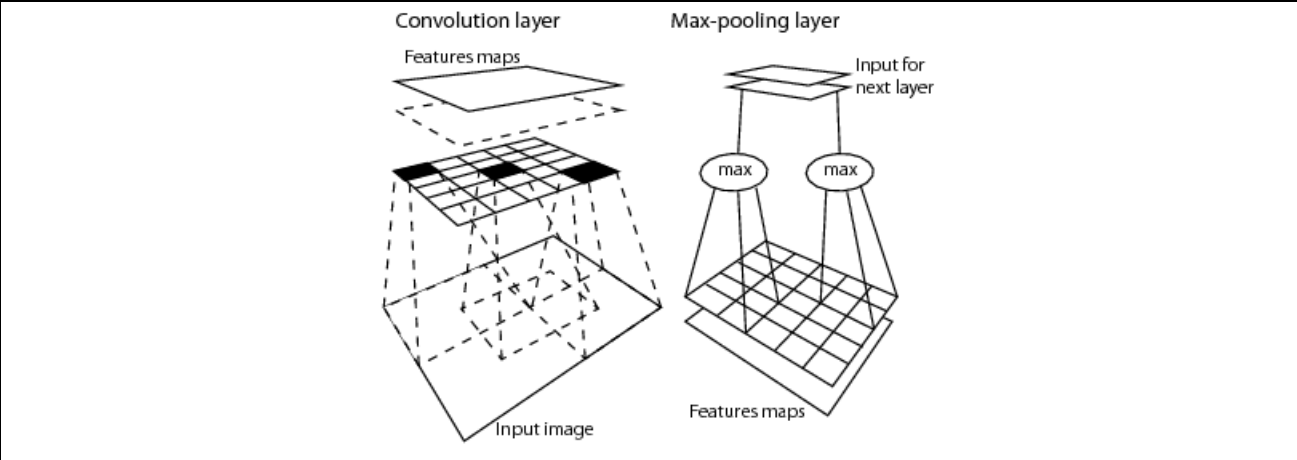 Convolution layer
Features maps
Input image
Max-pooling layer
Input for
next layer
max
max
Features maps